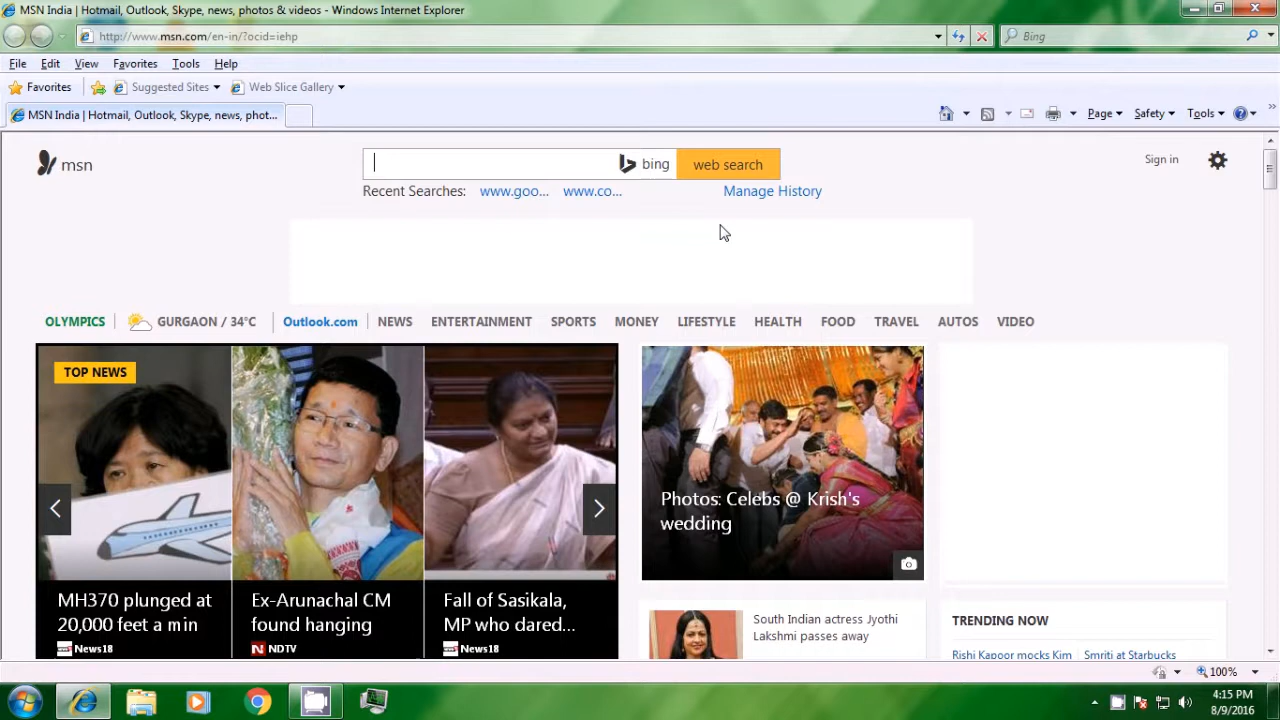 MSN India | Hotmail, Outlook, Skype, news, photos & videos - Windows Internet Explorer
http://www.msn.com/en-in/?ocid=iehp
Bing
File Edit View Favorites Tools Help
Favorites Suggested Sites Web Slice Gallery
MSN India | Hotmail, Outlook, Skype, news, phot...
Page Safety Tools
msn
bing
web search
Sign in
Recent Searches: www.goo... www.co... Manage History
OLYMPICS GURGAON / 34°C Outlook.com NEWS ENTERTAINMENT SPORTS MONEY LIFESTYLE HEALTH FOOD TRAVEL AUTOS VIDEO
TOP NEWS
MH370 plunged at
20,000 feet a min
News18
Ex-Arunachal CM
found hanging
NDTV
Fall of Sasikala,
MP who dared...
News18
Photos: Celebs @ Krish's
wedding
South Indian actress Jyothi
Lakshmi passes away
TRENDING NOW
Rishi Kapoor mocks Kim Smriti at Starbucks
100%
4:15 PM
8/9/2016